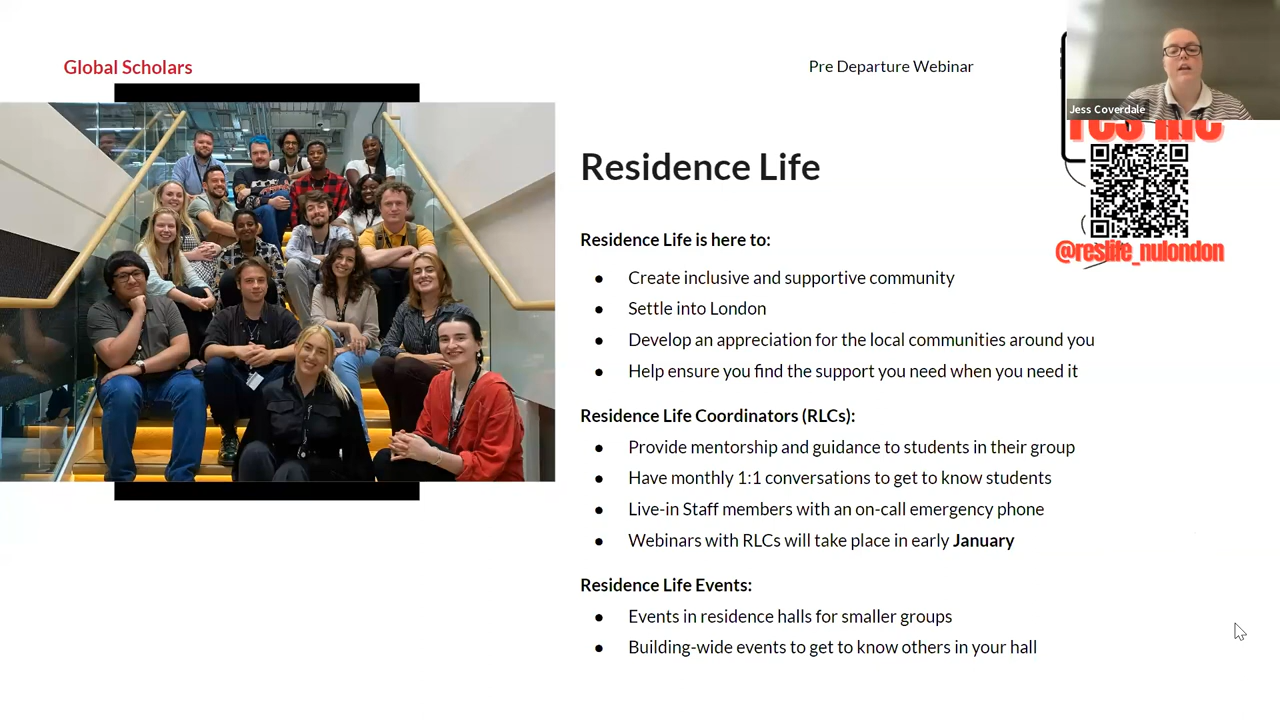 Global Scholars
Pre Departure Webinar
Jess Coverdale
@reslife_nulondon
Residence Life
Residence Life is here to:
● Create inclusive and supportive community
● Settle into London
● Develop an appreciation for the local communities around you
● Help ensure you find the support you need when you need it
Residence Life Coordinators (RLCs):
● Provide mentorship and guidance to students in their group
● Have monthly 1:1 conversations to get to know students
● Live-in Staff members with an on-call emergency phone
● Webinars with RLCs will take place in early January
Residence Life Events:
● Events in residence halls for smaller groups
● Building-wide events to get to know others in your hall